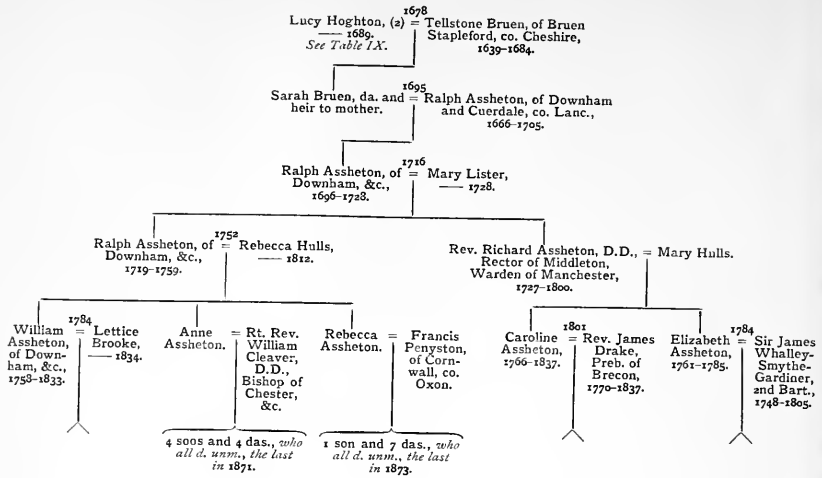 1678
Lucy Hoghton, (2) = Tellstone Bruen, of Bruen
—— 1689. Stapleford, co. Cheshire,
See Table IX. 1639–1684.
1695
Sarah Bruen, da. and = Ralph Assheton, of Downham
heir to mother. and Cuerdale, co. Lanc.,
1666–1705.
1716
Ralph Assheton, of = Mary Lister,
Downham, &c., —— 1728.
1696–1728.
1752
Ralph Assheton, of = Rebecca Hulls,
Downham, &c., —— 1812.
1719–1759.
Rev. Richard Assheton, D.D., = Mary Hulls.
Rector of Middleton,
Warden of Manchester,
1727–1800.
1784
William = Lettice
Assheton, Brooke,
of Down- —— 1834.
ham, &c.,
1758–1833.
Anne = Rt. Rev.
Assheton. William
Cleaver,
D.D.,
Bishop of
Chester,
&c.
4 soos and 4 das., who
all d. unm., the last
in 1871.
Rebecca = Francis
Assheton. Penyston,
of Corn-
wall, co.
Oxon.
1 son and 7 das., who
all d. unm., the last
in 1873.
1801
Caroline = Rev. James
Assheton, Drake,
1766–1837. Preb. of
Brecon,
1770–1837.
1784
Elizabeth = Sir James
Assheton, Whalley-
1761–1785. Smythe-
Gardiner,
2nd Bart.,
1748–1805.